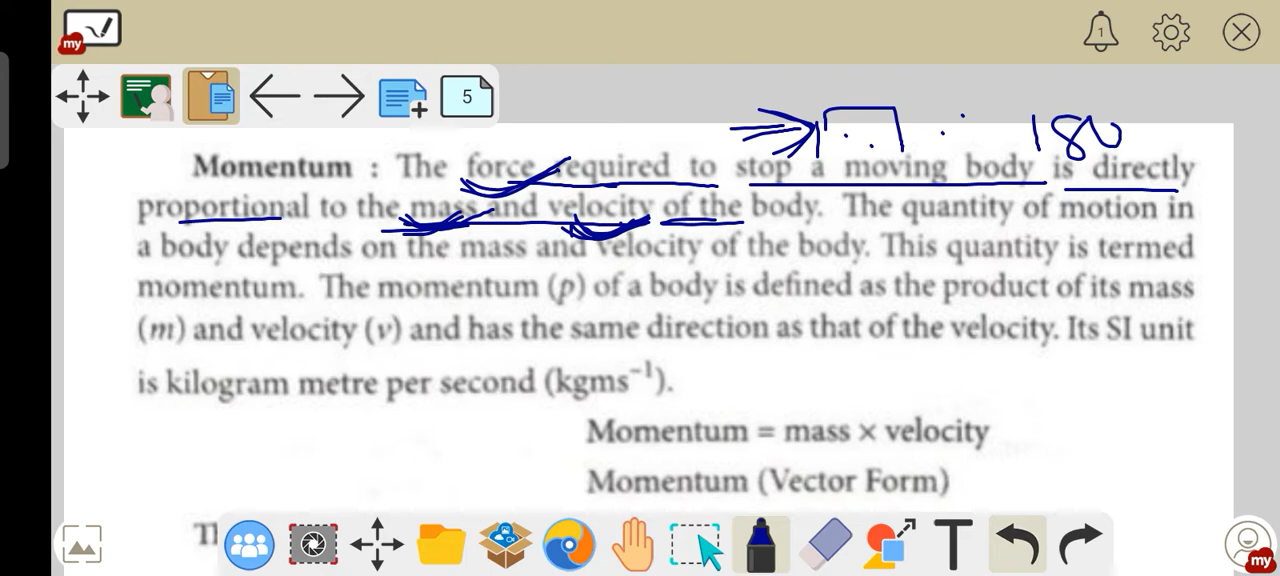 my
1
5
180
Momentum : The force required to stop a moving body is directly
proportional to the mass and velocity of the body. The quantity of motion in
a body depends on the mass and velocity of the body. This quantity is termed
momentum. The momentum (p) of a body is defined as the product of its mass
(m) and velocity (v) and has the same direction as that of the velocity. Its SI unit
is kilogram metre per second (kgms⁻¹).
Momentum = mass × velocity
Momentum (Vector Form)
T
my